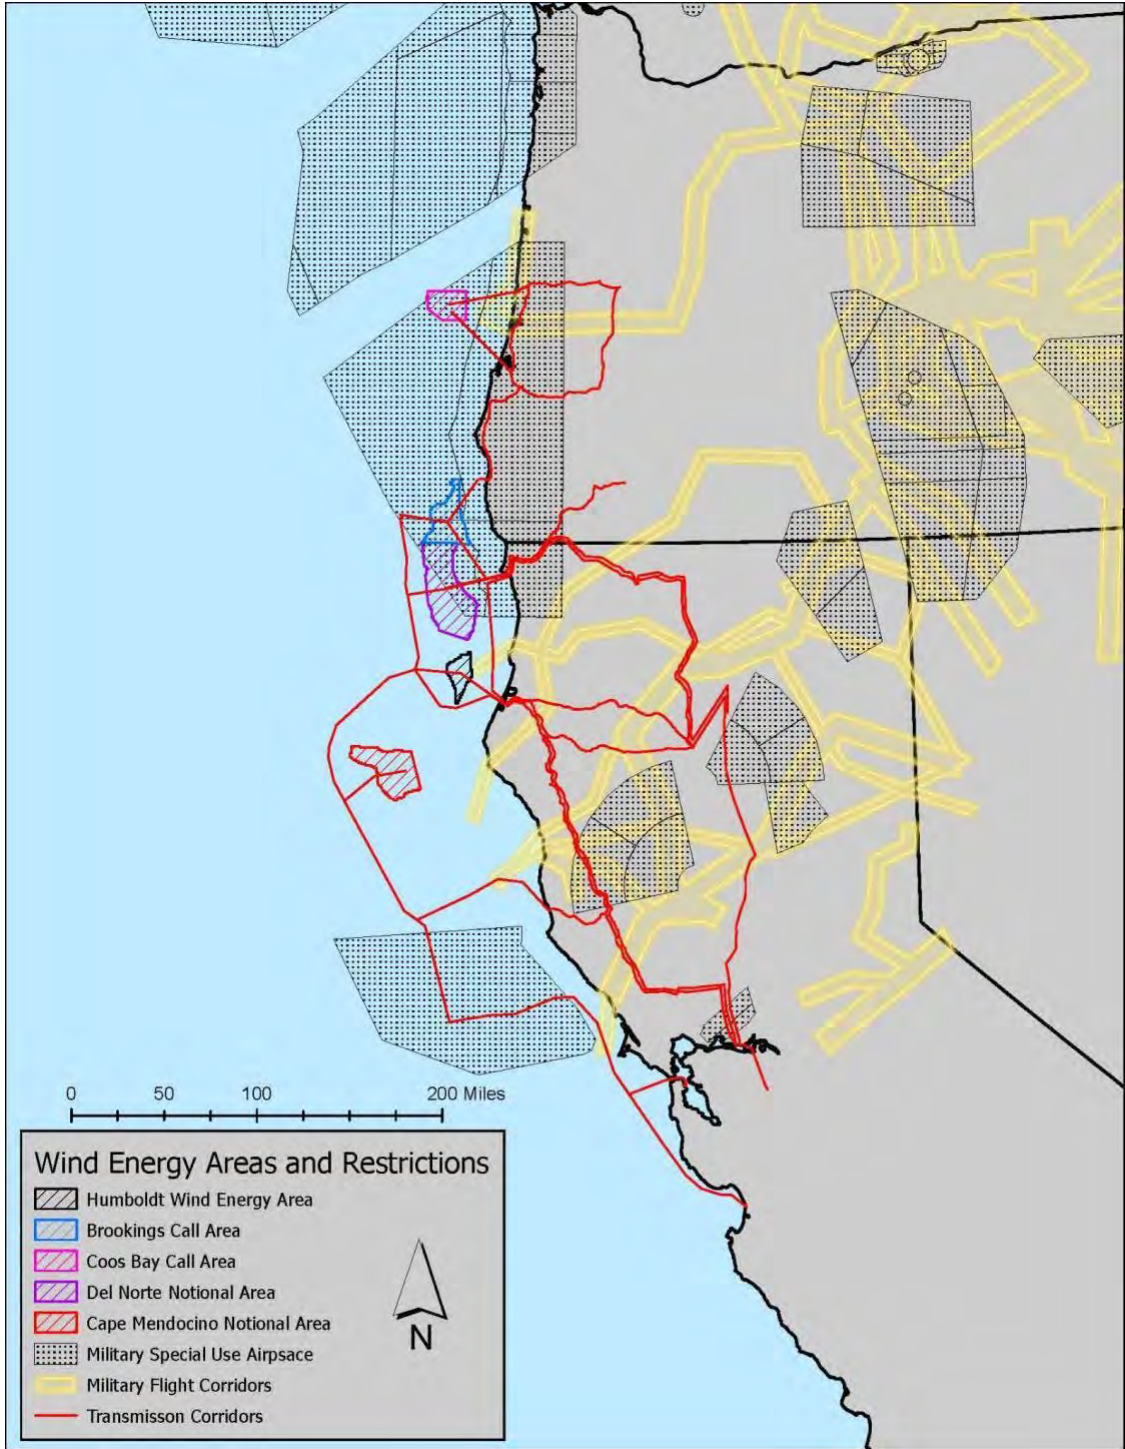 0 50 100 200 Miles
Wind Energy Areas and Restrictions
Humboldt Wind Energy Area
Brookings Call Area
Coos Bay Call Area
Del Norte Notional Area
Cape Mendocino Notional Area
Military Special Use Airpsace
Military Flight Corridors
Transmisson Corridors
N